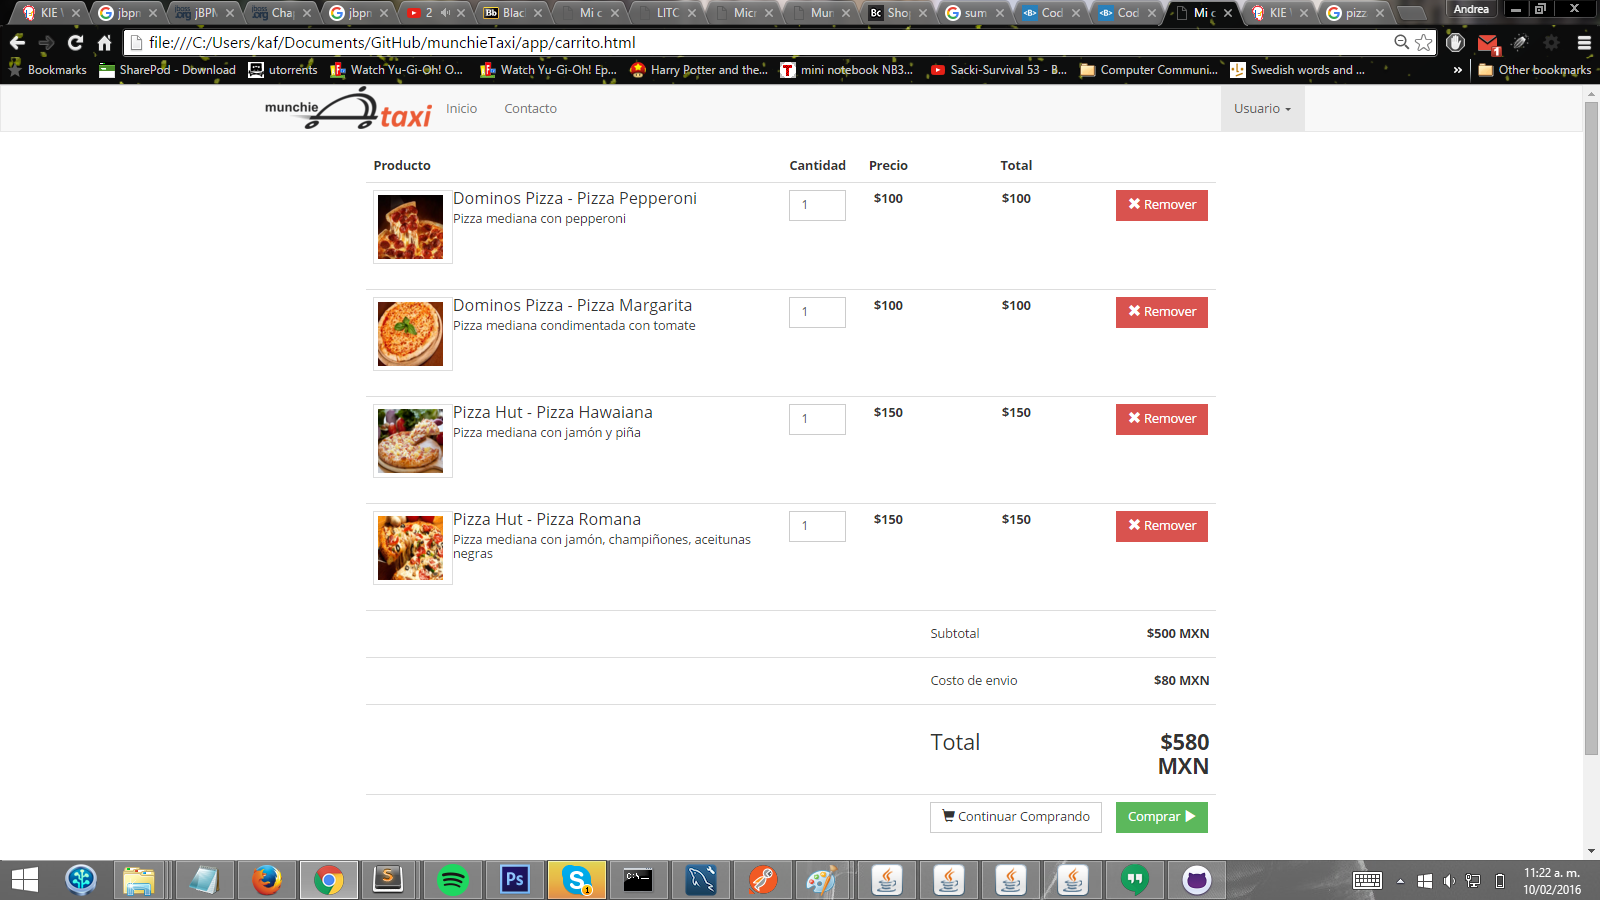 KIE jbpn jBPN Chap jbpn 2 Blac Mi c LITC Micr Mun Shop sum Cod Cod Mi c KIE pizz Andrea
file:///C:/Users/kaf/Documents/GitHub/munchieTaxi/app/carrito.html
Bookmarks SharePod - Download utorrents Watch Yu-Gi-Oh! O... Watch Yu-Gi-Oh! Ep... Harry Potter and the... mini notebook NB3... Sacki-Survival 53 - B... Computer Communi... Swedish words and ... » Other bookmarks
munchie taxi Inicio Contacto Usuario
Producto Cantidad Precio Total
Dominos Pizza - Pizza Pepperoni 1 $100 $100 Remover
Pizza mediana con pepperoni
Dominos Pizza - Pizza Margarita 1 $100 $100 Remover
Pizza mediana condimentada con tomate
Pizza Hut - Pizza Hawaiana 1 $150 $150 Remover
Pizza mediana con jamón y piña
Pizza Hut - Pizza Romana 1 $150 $150 Remover
Pizza mediana con jamón, champiñones, aceitunas
negras
Subtotal $500 MXN
Costo de envio $80 MXN
Total $580
MXN
Continuar Comprando Comprar
11:22 a. m.
10/02/2016